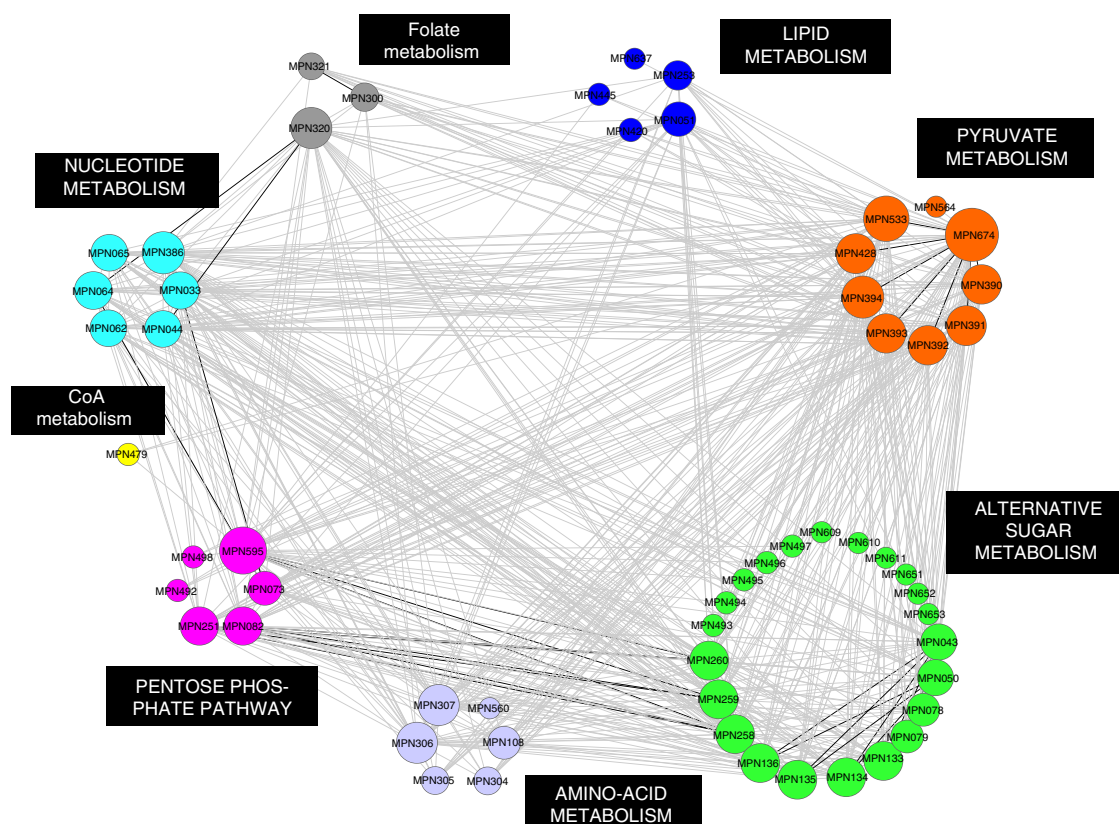 Folate
metabolism
LIPID
METABOLISM
MPN321
MPN300
MPN320
MPN637
MPN253
MPN445
MPN051
MPN420
PYRUVATE
METABOLISM
NUCLEOTIDE
METABOLISM
MPN564
MPN533
MPN674
MPN428
MPN390
MPN394
MPN391
MPN393
MPN392
MPN065
MPN386
MPN064
MPN033
MPN062
MPN044
CoA
metabolism
MPN479
ALTERNATIVE
SUGAR
METABOLISM
MPN609
MPN610
MPN497
MPN611
MPN496
MPN651
MPN495
MPN652
MPN494
MPN653
MPN493
MPN043
MPN260
MPN050
MPN259
MPN078
MPN258
MPN079
MPN136
MPN133
MPN135
MPN134
MPN498
MPN595
MPN492
MPN073
MPN251
MPN082
PENTOSE PHOS-
PHATE PATHWAY
MPN307
MPN560
MPN306
MPN108
MPN305
MPN304
AMINO-ACID
METABOLISM